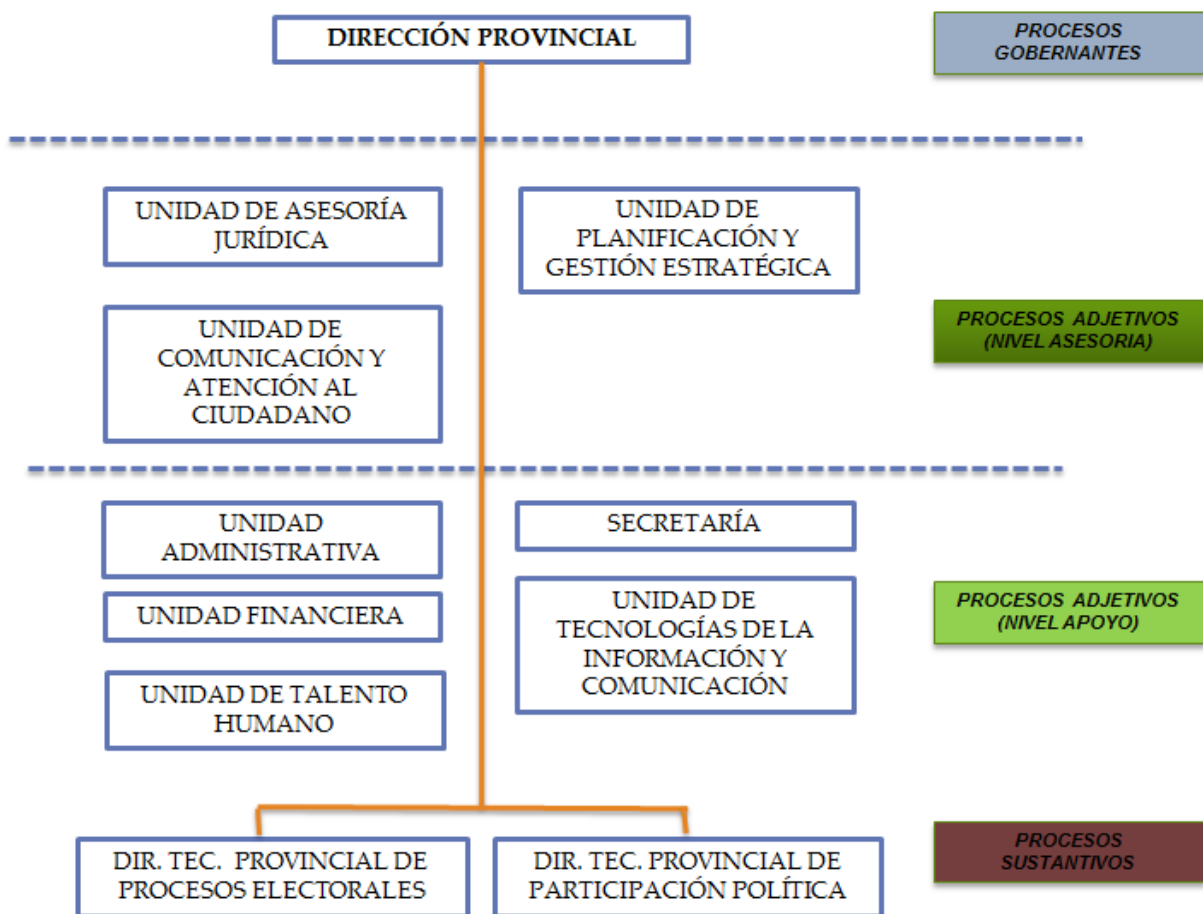 DIRECCIÓN PROVINCIAL
PROCESOS
GOBERNANTES
UNIDAD DE ASESORÍA
JURÍDICA
UNIDAD DE
PLANIFICACIÓN Y
GESTIÓN ESTRATÉGICA
UNIDAD DE
COMUNICACIÓN Y
ATENCIÓN AL
CIUDADANO
PROCESOS ADJETIVOS
(NIVEL ASESORIA)
UNIDAD
ADMINISTRATIVA
SECRETARÍA
UNIDAD FINANCIERA
UNIDAD DE
TECNOLOGÍAS DE LA
INFORMACIÓN Y
COMUNICACIÓN
UNIDAD DE TALENTO
HUMANO
PROCESOS ADJETIVOS
(NIVEL APOYO)
DIR. TEC. PROVINCIAL DE
PROCESOS ELECTORALES
DIR. TEC. PROVINCIAL DE
PARTICIPACIÓN POLÍTICA
PROCESOS
SUSTANTIVOS